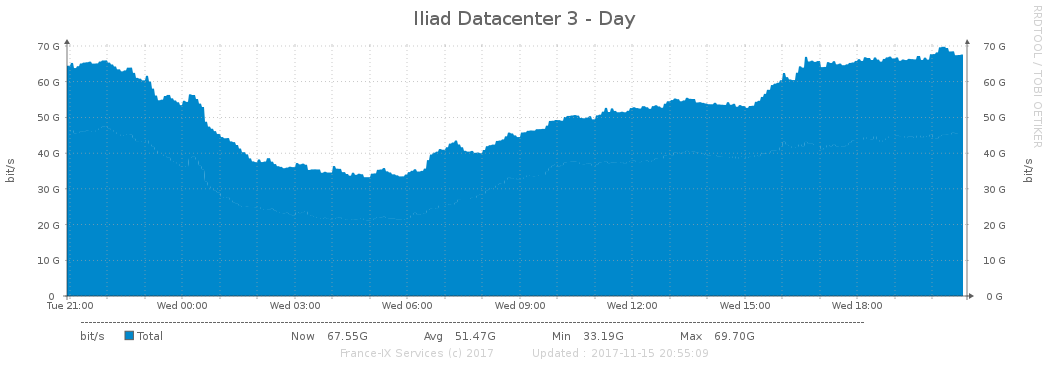 Iliad Datacenter 3 - Day
RRDTOOL / TOBI OETIKER
bit/s
bit/s
70 G 70 G
60 G 60 G
50 G 50 G
40 G 40 G
30 G 30 G
20 G 20 G
10 G 10 G
0 0 G
Tue 21:00 Wed 00:00 Wed 03:00 Wed 06:00 Wed 09:00 Wed 12:00 Wed 15:00 Wed 18:00
bit/s Total Now 67.55G Avg 51.47G Min 33.19G Max 69.70G
France-IX Services (c) 2017 Updated : 2017-11-15 20:55:09